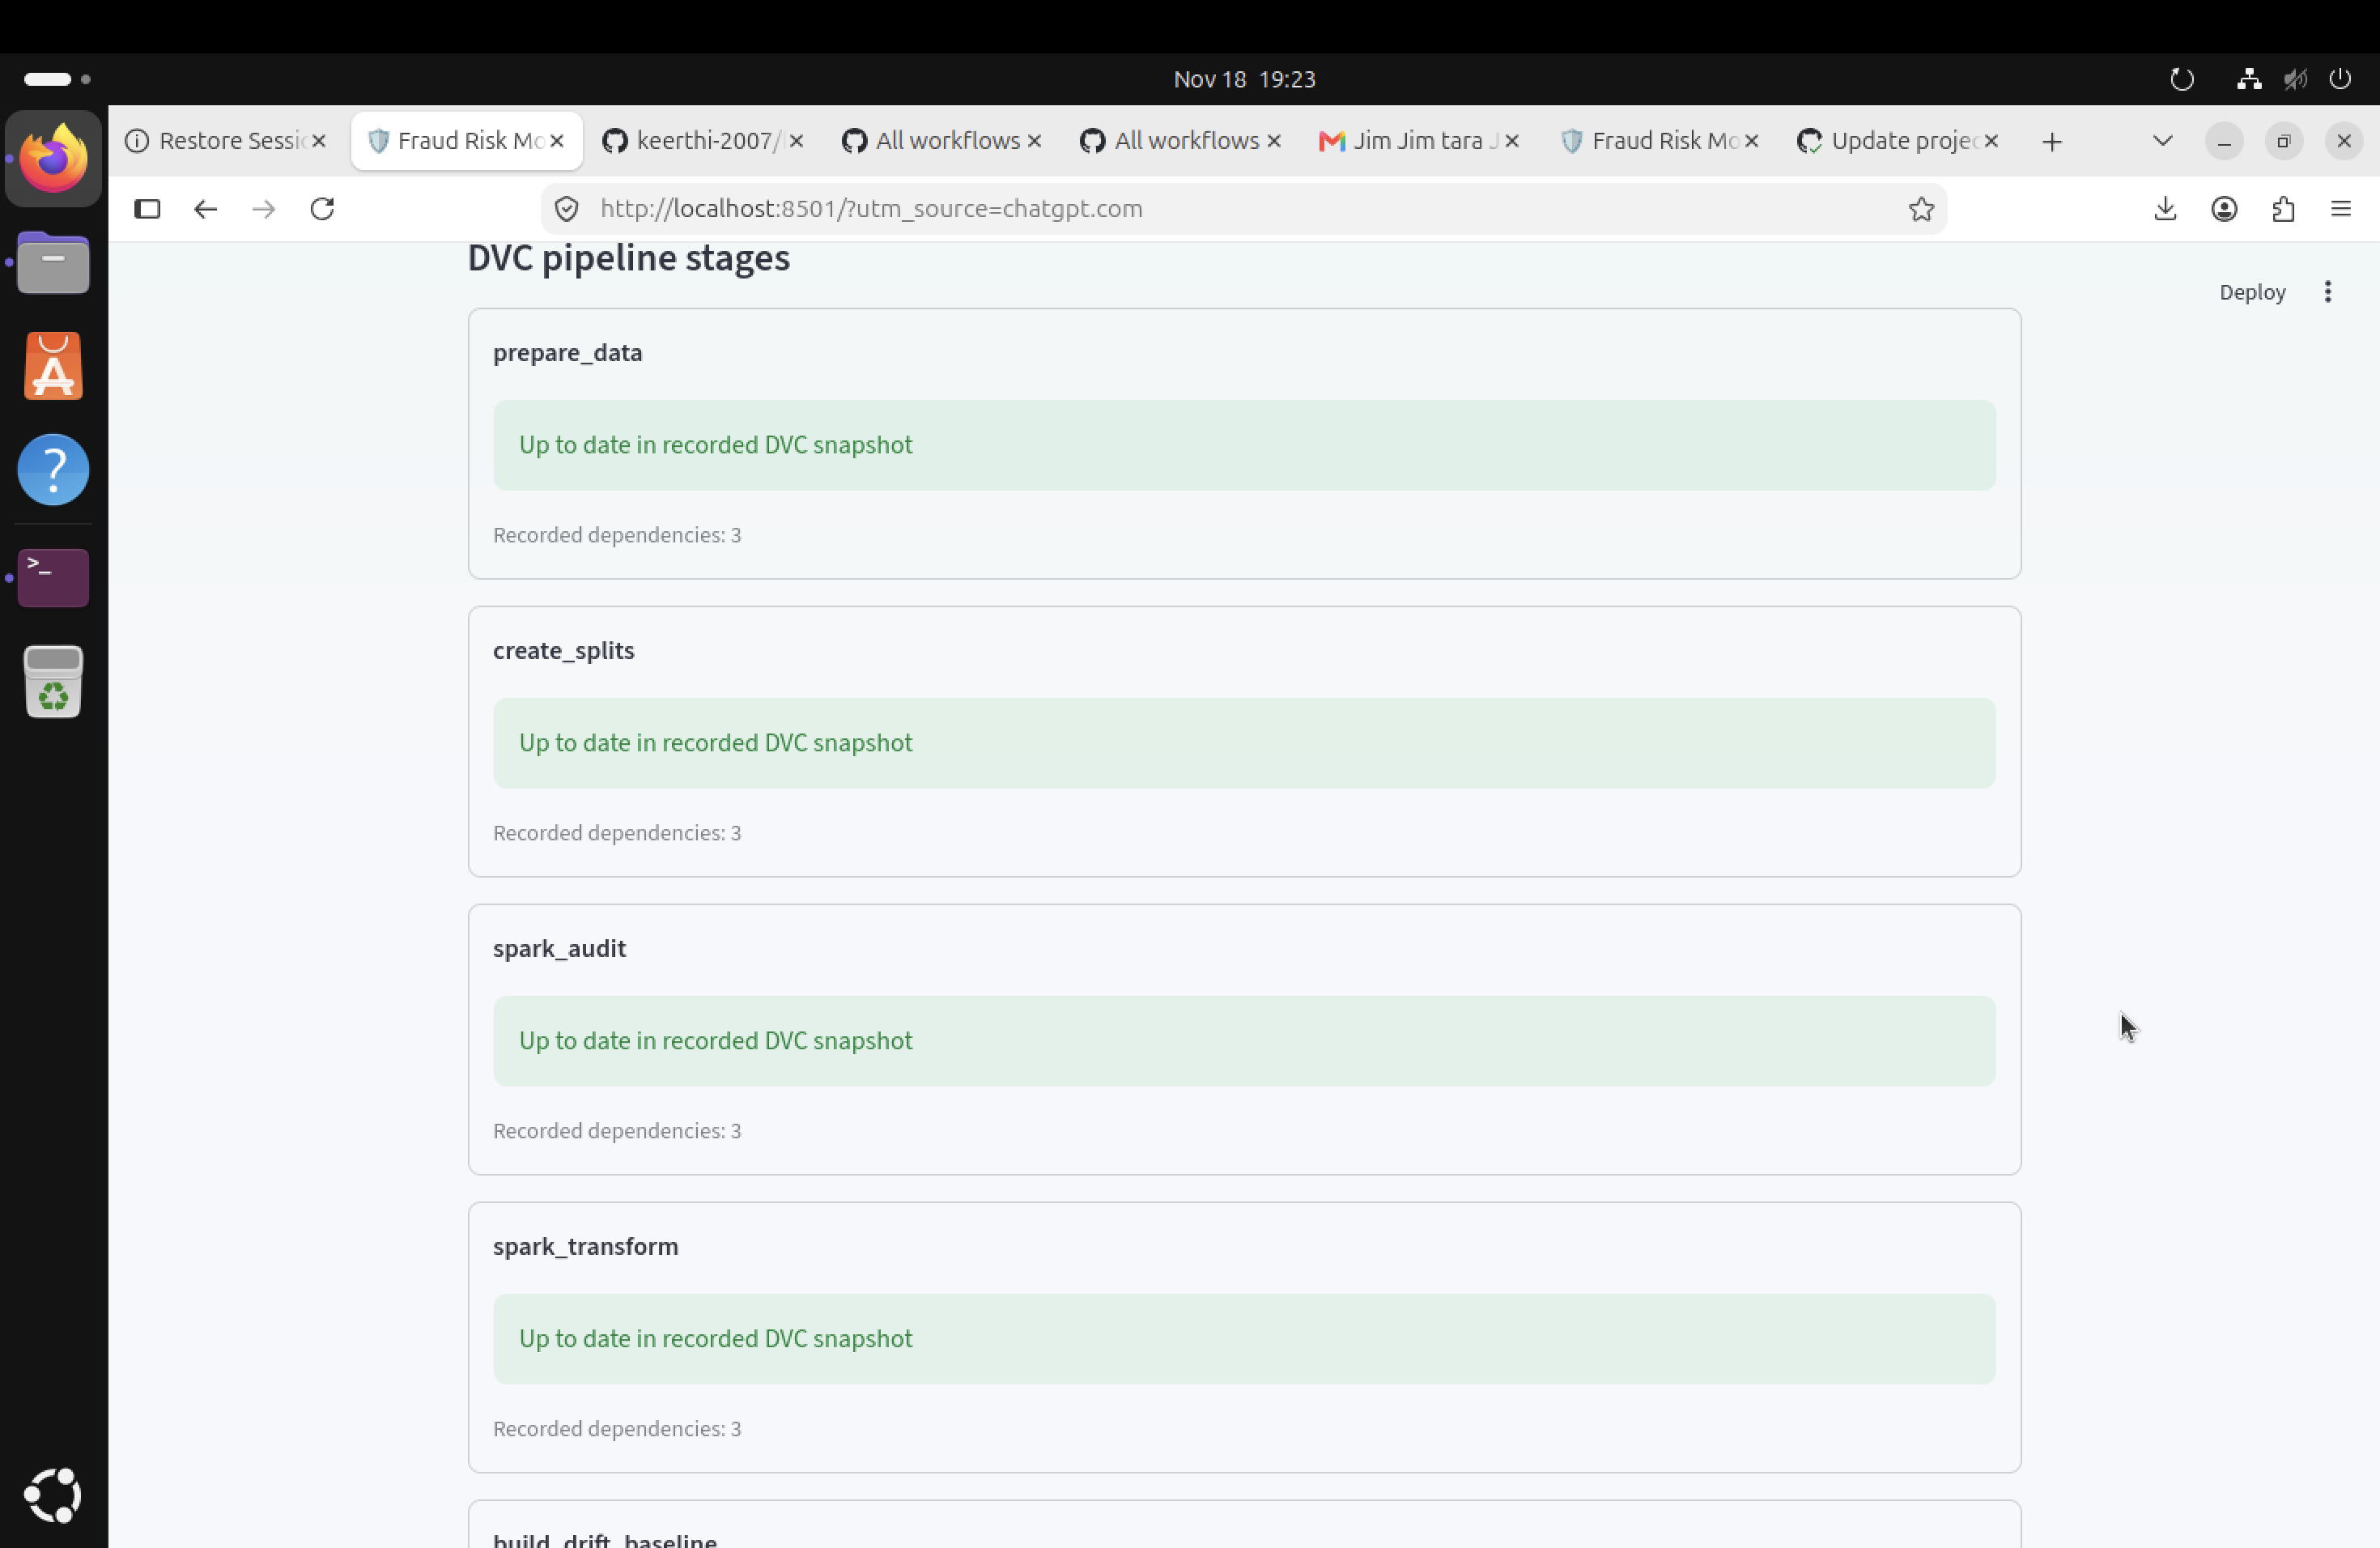 Nov 18 19:23
Restore Sessi
Fraud Risk Mo
keerthi-2007/
All workflows
All workflows
Jim Jim tara J
Fraud Risk Mo
Update projec
http://localhost:8501/?utm_source=chatgpt.com
DVC pipeline stages
Deploy
prepare_data
Up to date in recorded DVC snapshot
Recorded dependencies: 3
create_splits
Up to date in recorded DVC snapshot
Recorded dependencies: 3
spark_audit
Up to date in recorded DVC snapshot
Recorded dependencies: 3
spark_transform
Up to date in recorded DVC snapshot
Recorded dependencies: 3
build_drift_baseline